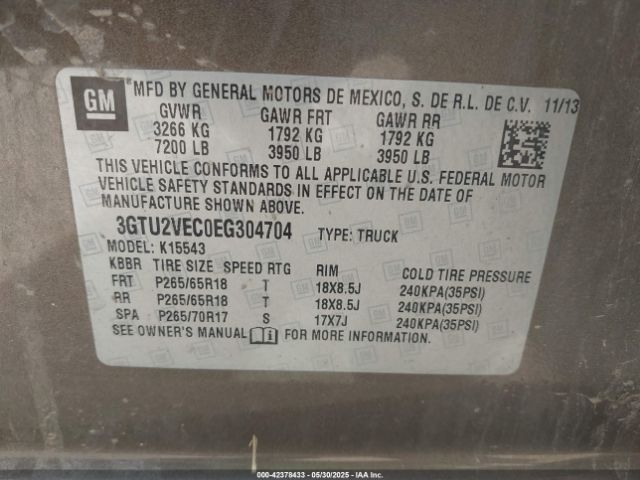 GM
MFD BY GENERAL MOTORS DE MEXICO, S. DE R.L. DE C.V. 11/13
GVWR GAWR FRT GAWR RR
3266 KG 1792 KG 1792 KG
7200 LB 3950 LB 3950 LB
THIS VEHICLE CONFORMS TO ALL APPLICABLE U.S. FEDERAL MOTOR
VEHICLE SAFETY STANDARDS IN EFFECT ON THE DATE OF
MANUFACTURE SHOWN ABOVE.
3GTU2VEC0EG304704 TYPE: TRUCK
MODEL: K15543
KBBR TIRE SIZE SPEED RTG RIM COLD TIRE PRESSURE
FRT P265/65R18 T 18X8.5J 240KPA(35PSI)
RR P265/65R18 T 18X8.5J 240KPA(35PSI)
SPA P265/70R17 S 17X7J 240KPA(35PSI)
SEE OWNER'S MANUAL FOR MORE INFORMATION.
000-42378433 - 05/30/2025 - IAA Inc.